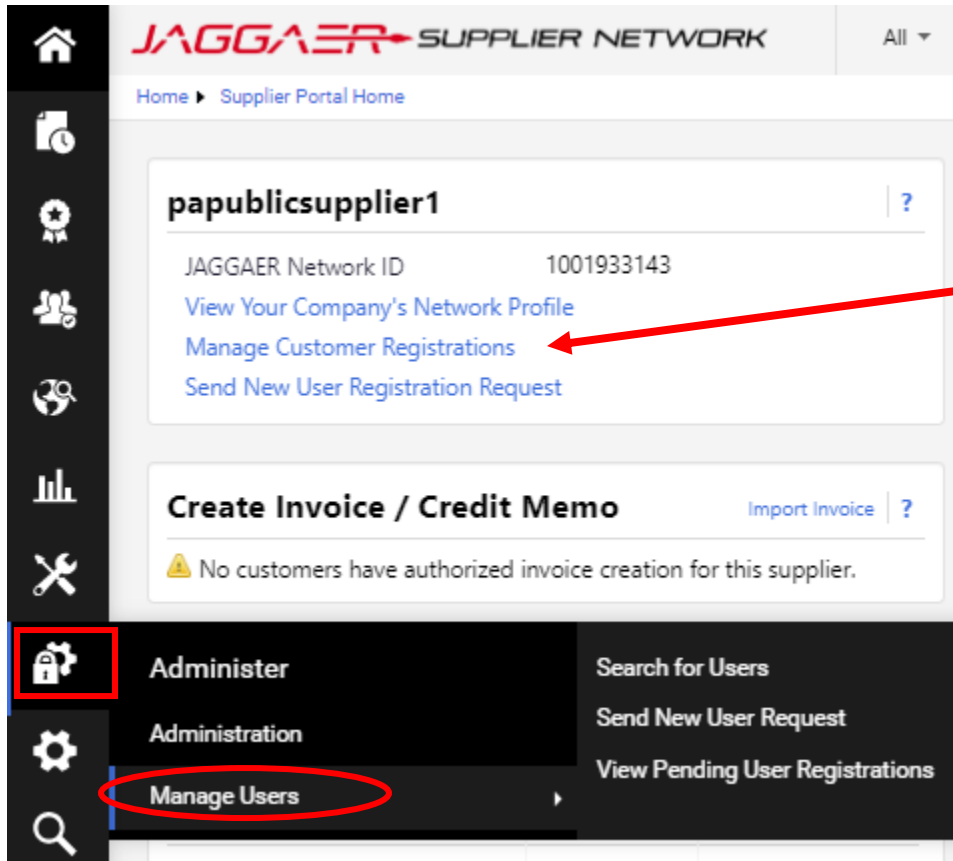 JAGGAER SUPPLIER NETWORK
All
Home Supplier Portal Home
papublicsupplier1 ?
JAGGAER Network ID 1001933143
View Your Company's Network Profile
Manage Customer Registrations
Send New User Registration Request
Create Invoice / Credit Memo Import Invoice ?
No customers have authorized invoice creation for this supplier.
Administer
Administration
Manage Users
Search for Users
Send New User Request
View Pending User Registrations